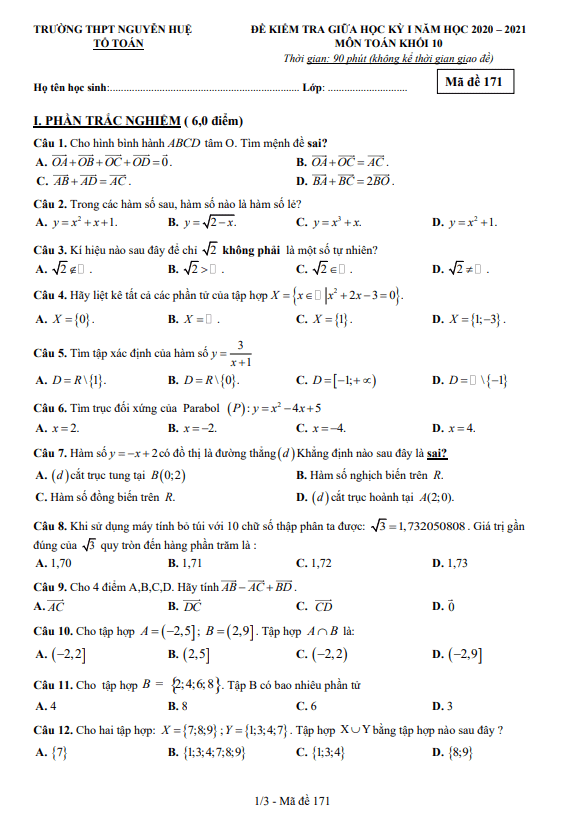 TRƯỜNG THPT NGUYỄN HUỆ
TỔ TOÁN
ĐỀ KIỂM TRA GIỮA HỌC KỲ I NĂM HỌC 2020 – 2021
MÔN TOÁN KHỐI 10
Thời gian: 90 phút (không kể thời gian giao đề)
Họ tên học sinh:...................................................................... Lớp: .............................
Mã đề 171
I. PHẦN TRẮC NGHIỆM ( 6,0 điểm)
Câu 1. Cho hình bình hành ABCD tâm O. Tìm mệnh đề sai?
A. $\overrightarrow{OA}+\overrightarrow{OB}+\overrightarrow{OC}+\overrightarrow{OD}=\vec{0}$. B. $\overrightarrow{OA}+\overrightarrow{OC}=\overrightarrow{AC}$.
C. $\overrightarrow{AB}+\overrightarrow{AD}=\overrightarrow{AC}$. D. $\overrightarrow{BA}+\overrightarrow{BC}=2\overrightarrow{BO}$.
Câu 2. Trong các hàm số sau, hàm số nào là hàm số lẻ?
A. $y=x^2+x+1$. B. $y=\sqrt{2-x}$. C. $y=x^3+x$. D. $y=x^2+1$.
Câu 3. Kí hiệu nào sau đây để chỉ $\sqrt{2}$ không phải là một số tự nhiên?
A. $\sqrt{2}\notin$ □ . B. $\sqrt{2}>$ □ . C. $\sqrt{2}\in$ □ . D. $\sqrt{2}\neq$ □ .
Câu 4. Hãy liệt kê tất cả các phần tử của tập hợp $X=\{x\in$ □ $|x^2+2x-3=0\}$.
A. $X=\{0\}$. B. $X=$ □ . C. $X=\{1\}$. D. $X=\{1;-3\}$.
Câu 5. Tìm tập xác định của hàm số $y=\frac{3}{x+1}$
A. $D=R\setminus\{1\}$. B. $D=R\setminus\{0\}$. C. $D=[-1;+\infty)$ D. $D=$ □ $\setminus\{-1\}$
Câu 6. Tìm trục đối xứng của Parabol $(P):y=x^2-4x+5$
A. $x=2$. B. $x=-2$. C. $x=-4$. D. $x=4$.
Câu 7. Hàm số $y=-x+2$ có đồ thị là đường thẳng $(d)$ Khẳng định nào sau đây là sai?
A. $(d)$ cắt trục tung tại $B(0;2)$ B. Hàm số nghịch biến trên R.
C. Hàm số đồng biến trên R. D. $(d)$ cắt trục hoành tại $A(2;0)$.
Câu 8. Khi sử dụng máy tính bỏ túi với 10 chữ số thập phân ta được: $\sqrt{3}=1,732050808$. Giá trị gần
đúng của $\sqrt{3}$ quy tròn đến hàng phần trăm là :
A. 1,70 B. 1,71 C. 1,72 D. 1,73
Câu 9. Cho 4 điểm A,B,C,D. Hãy tính $\overrightarrow{AB}-\overrightarrow{AC}+\overrightarrow{BD}$.
A. $\overrightarrow{AC}$ B. $\overrightarrow{DC}$ C. $\overrightarrow{CD}$ D. $\vec{0}$
Câu 10. Cho tập hợp $A=(-2,5]$; $B=(2,9]$. Tập hợp $A\cap B$ là:
A. $(-2,2]$ B. $(2,5]$ C. $(-2,2)$ D. $(-2,9]$
Câu 11. Cho tập hợp $B=\{2;4;6;8\}$. Tập B có bao nhiêu phần tử
A. 4 B. 8 C. 6 D. 3
Câu 12. Cho hai tập hợp: $X=\{7;8;9\}$; $Y=\{1;3;4;7\}$. Tập hợp $X\cup Y$ bằng tập hợp nào sau đây ?
A. $\{7\}$ B. $\{1;3;4;7;8;9\}$ C. $\{1;3;4\}$ D. $\{8;9\}$
1/3 - Mã đề 171